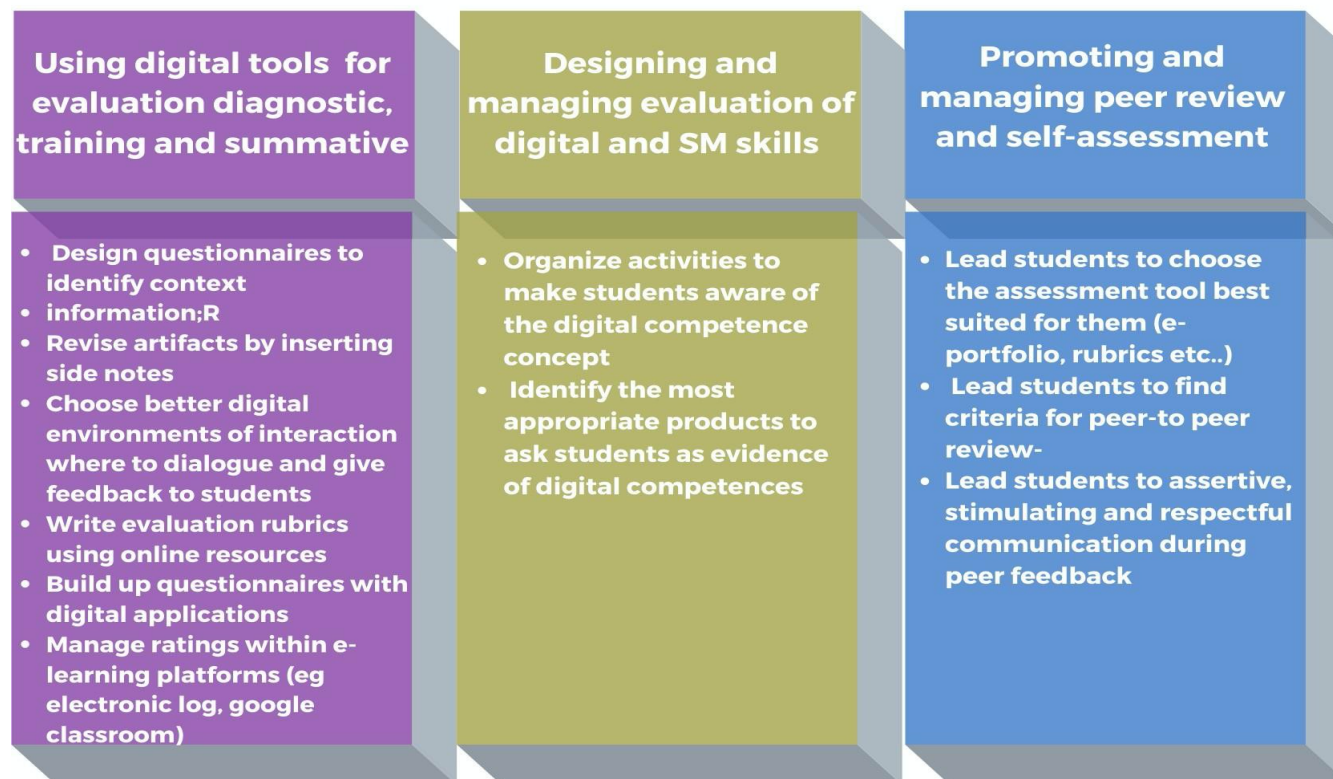 Using digital tools for
evaluation diagnostic,
training and summative
• Design questionnaires to
identify context
• information;R
• Revise artifacts by inserting
side notes
• Choose better digital
environments of interaction
where to dialogue and give
feedback to students
• Write evaluation rubrics
using online resources
• Build up questionnaires with
digital applications
• Manage ratings within e-
learning platforms (eg
electronic log, google
classroom)
Designing and
managing evaluation of
digital and SM skills
• Organize activities to
make students aware of
the digital competence
concept
• Identify the most
appropriate products to
ask students as evidence
of digital competences
Promoting and
managing peer review
and self-assessment
• Lead students to choose
the assessment tool best
suited for them (e-
portfolio, rubrics etc..)
• Lead students to find
criteria for peer-to peer
review-
• Lead students to assertive,
stimulating and respectful
communication during
peer feedback